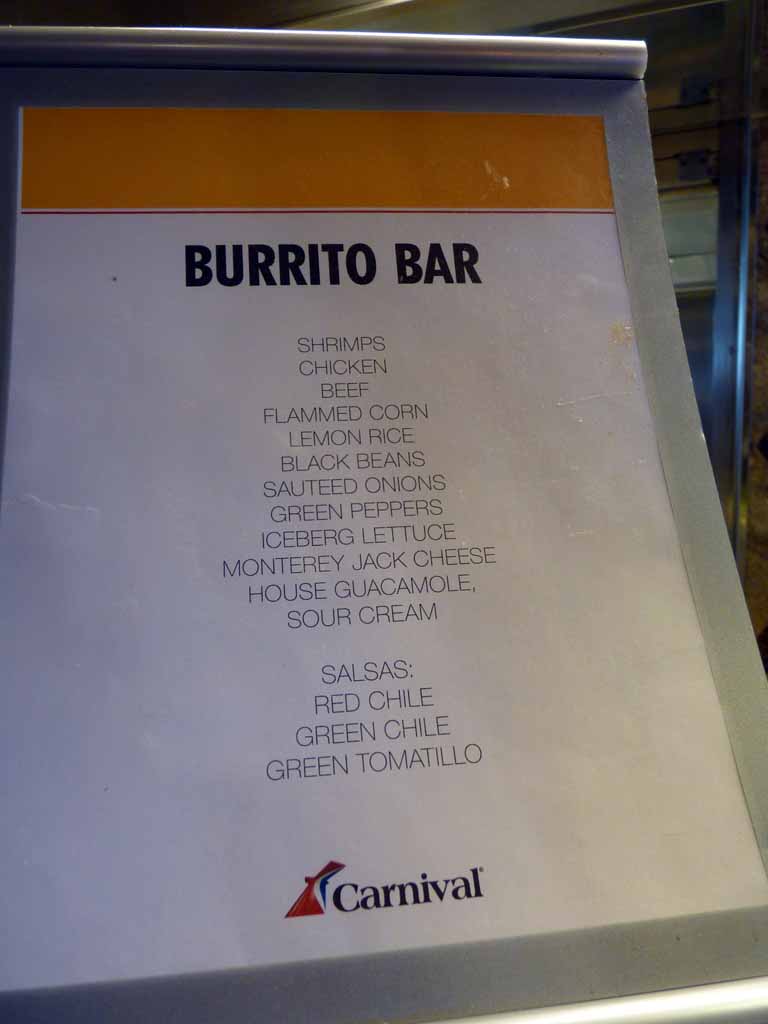 BURRITO BAR
SHRIMPS
CHICKEN
BEEF
FLAMMED CORN
LEMON RICE
BLACK BEANS
SAUTEED ONIONS
GREEN PEPPERS
ICEBERG LETTUCE
MONTEREY JACK CHEESE
HOUSE GUACAMOLE,
SOUR CREAM
SALSAS:
RED CHILE
GREEN CHILE
GREEN TOMATILLO
Carnival®